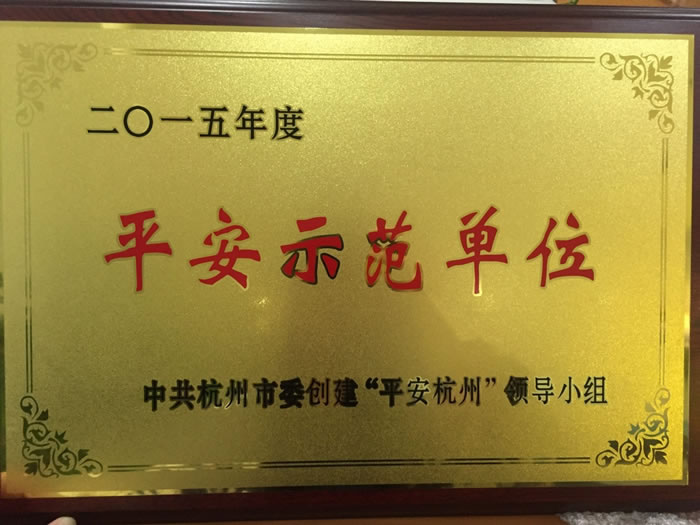 二〇一五年度
平安示范单位
中共杭州市委创建“平安杭州”领导小组